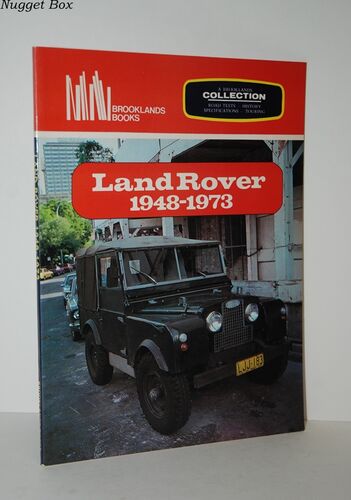 Nugget Box
BROOKLANDS
BOOKS
A BROOKLANDS
COLLECTION
ROAD TESTS · HISTORY
SPECIFICATIONS · TOURING
Land Rover
1948-1973
LJJ·183